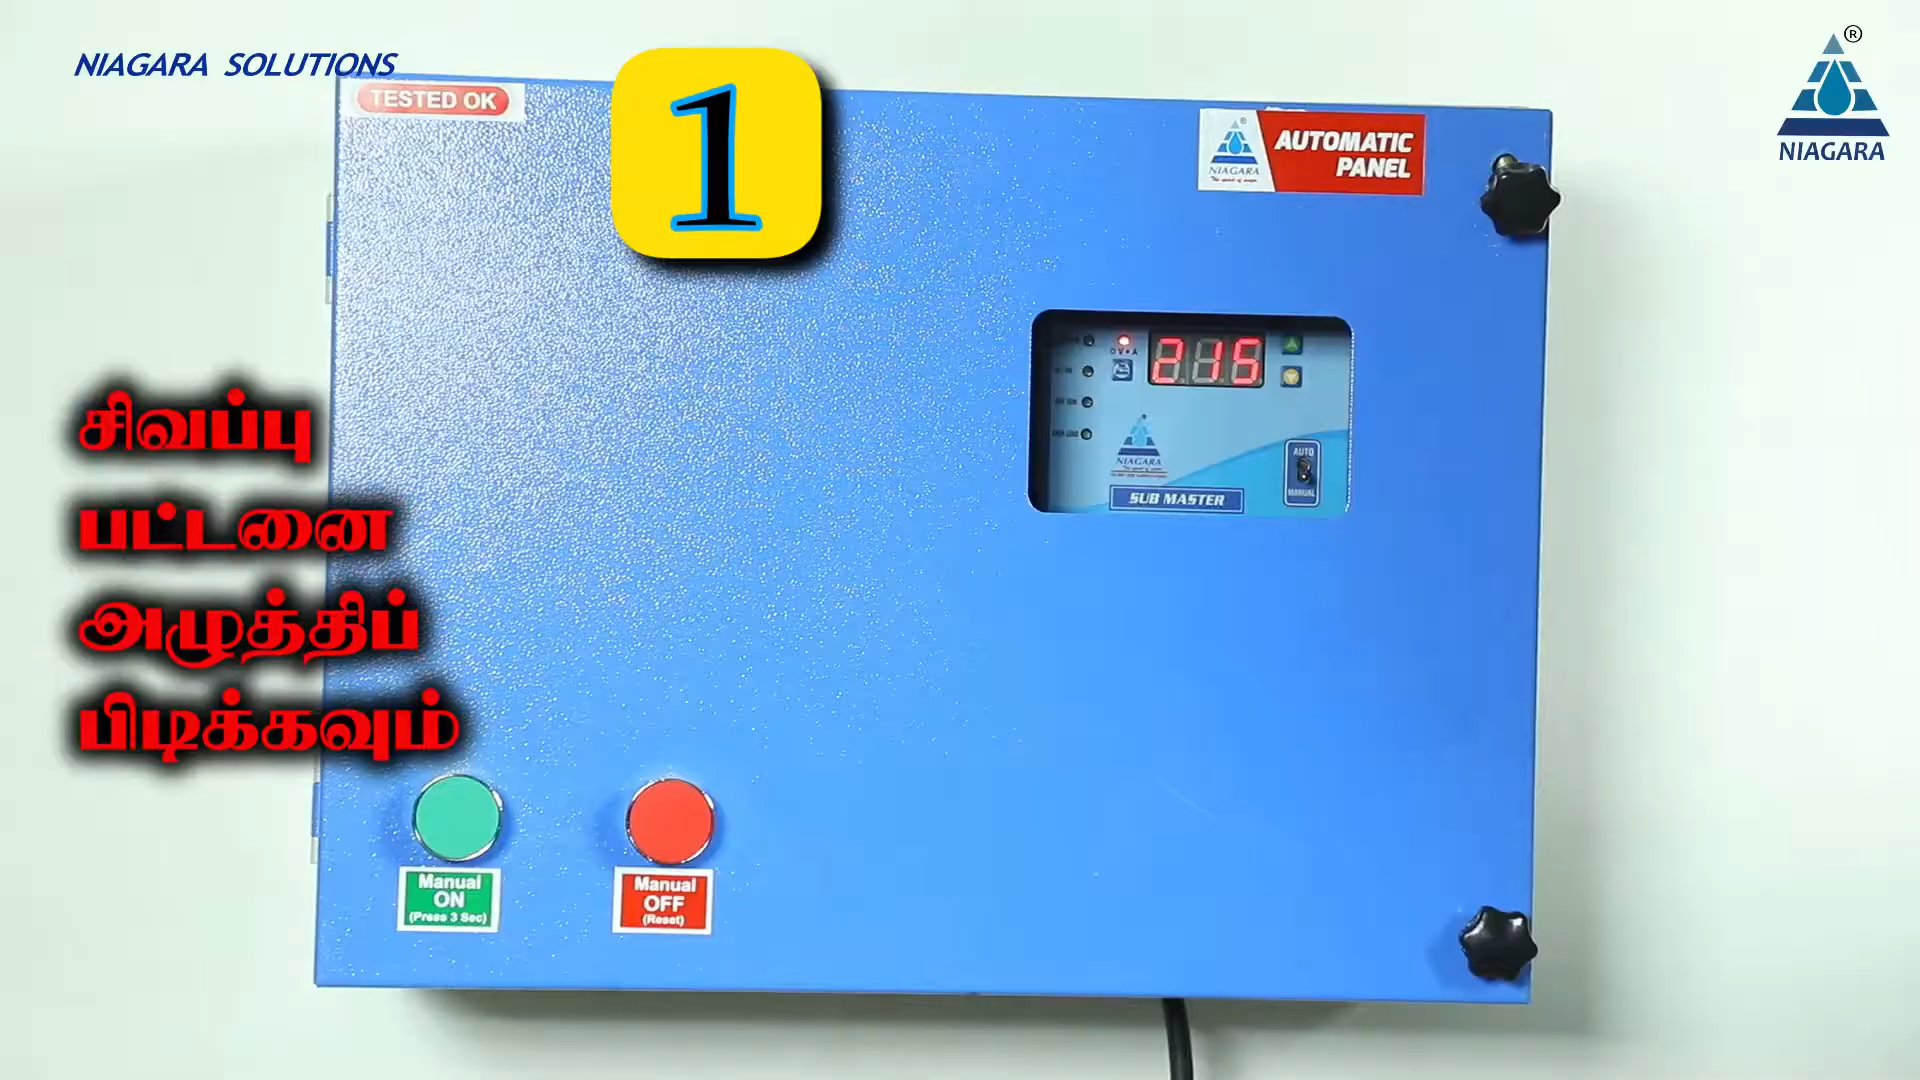 NIAGARA SOLUTIONS
1
®
NIAGARA
TESTED OK
NIAGARA
AUTOMATIC
PANEL
சிவப்பு
பட்டனை
அழுத்திப்
பிடிக்கவும்
215
NIAGARA
SUB MASTER
AUTO
MANUAL
Manual
ON
(Press 3 Sec)
Manual
OFF
(Reset)